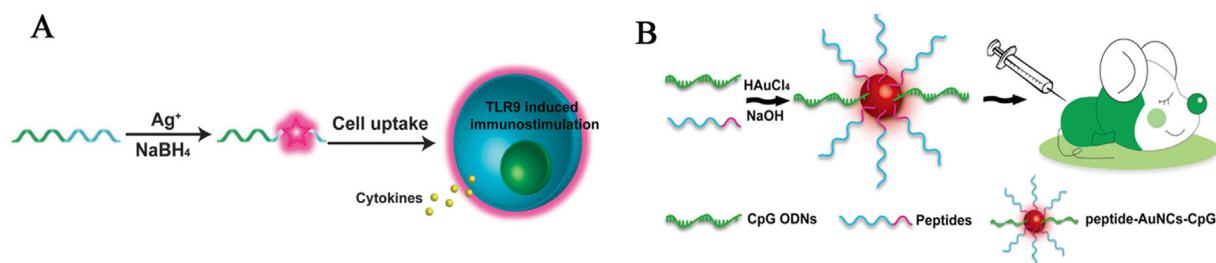 A
Ag⁺
NaBH₄
Cell uptake
TLR9 induced
immunostimulation
Cytokines
B
HAuCl₄
NaOH
CpG ODNs
Peptides
peptide-AuNCs-CpG